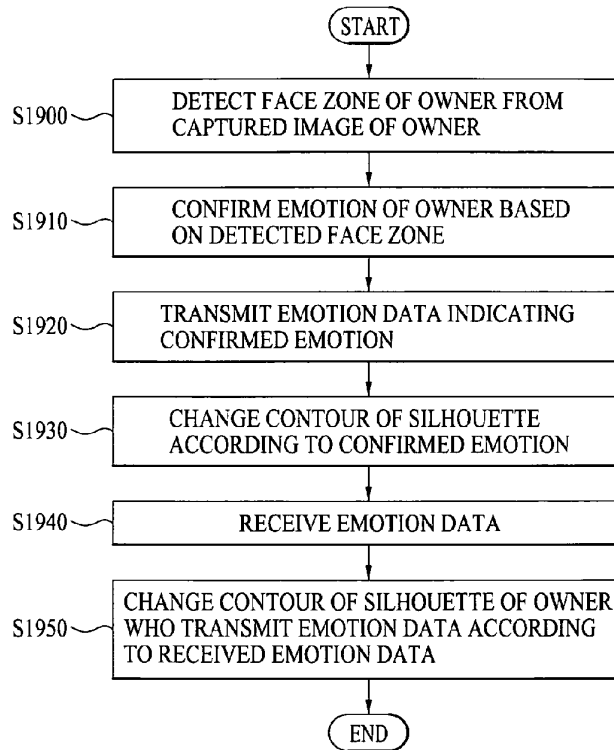 START
S1900
DETECT FACE ZONE OF OWNER FROM
CAPTURED IMAGE OF OWNER
S1910
CONFIRM EMOTION OF OWNER BASED
ON DETECTED FACE ZONE
S1920
TRANSMIT EMOTION DATA INDICATING
CONFIRMED EMOTION
S1930
CHANGE CONTOUR OF SILHOUETTE
ACCORDING TO CONFIRMED EMOTION
S1940
RECEIVE EMOTION DATA
S1950
CHANGE CONTOUR OF SILHOUETTE OF OWNER
WHO TRANSMIT EMOTION DATA ACCORDING
TO RECEIVED EMOTION DATA
END